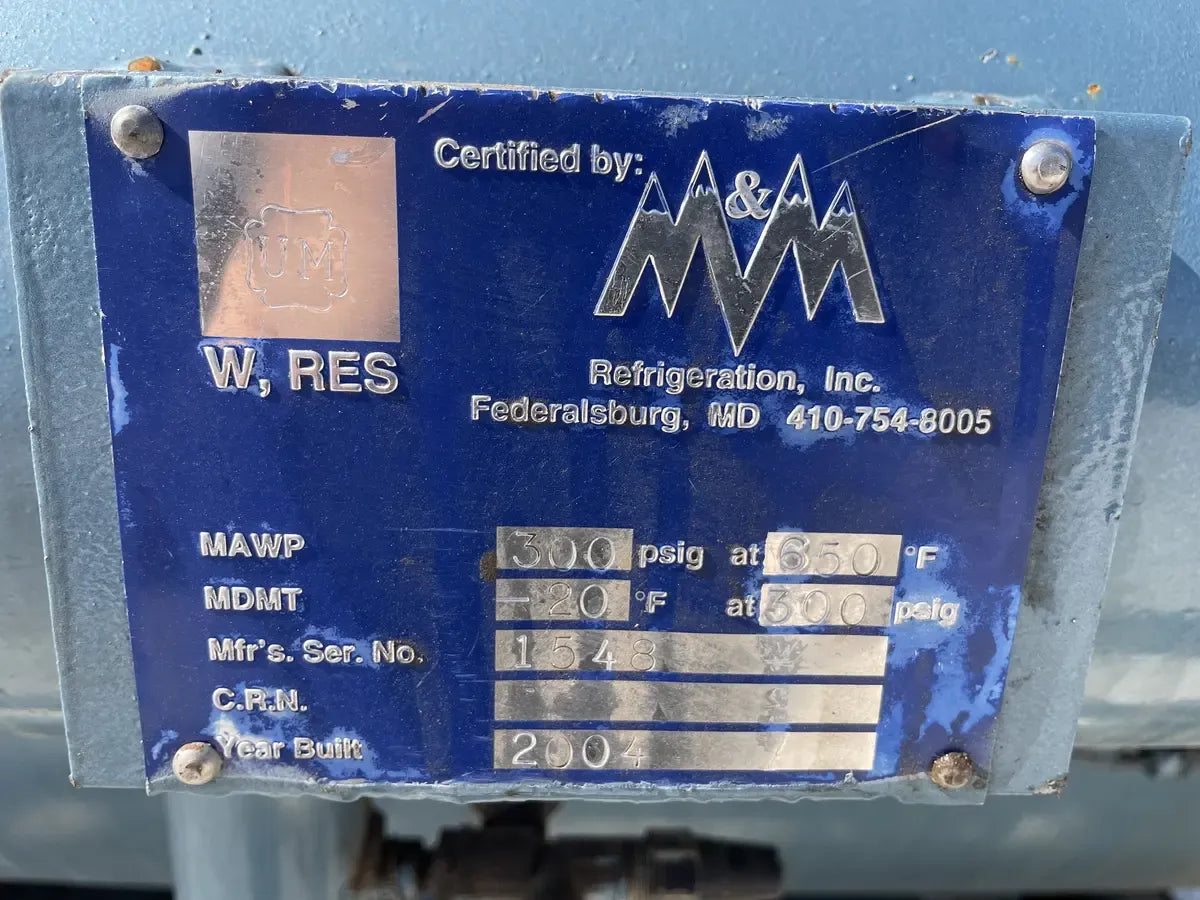 UM
W, RES
Certified by:
M&M
Refrigeration, Inc.
Federalsburg, MD 410-754-8005
MAWP 300 psig at 650 °F
MDMT -20 °F at 300 psig
Mfr's. Ser. No. 1548
C.R.N.
Year Built 2004